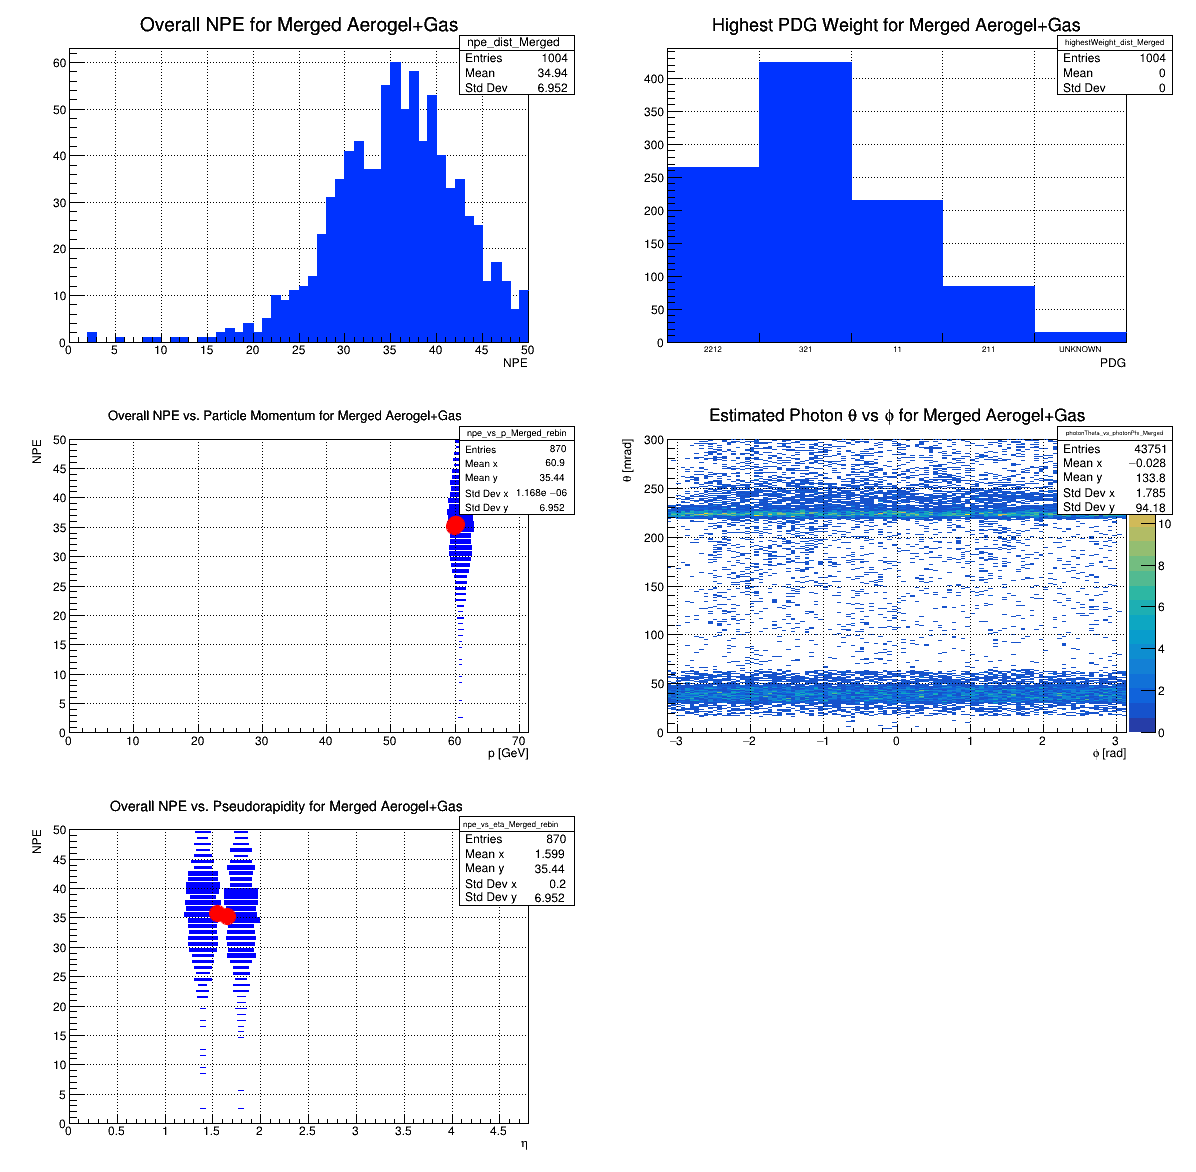 Overall NPE for Merged Aerogel+Gas
npe_dist_Merged
Entries 1004
Mean 34.94
Std Dev 6.952
60
50
40
30
20
10
0
0 5 10 15 20 25 30 35 40 45 50
NPE
Highest PDG Weight for Merged Aerogel+Gas
highestWeight_dist_Merged
Entries 1004
Mean 0
Std Dev 0
400
350
300
250
200
150
100
50
0
2212 321 11 211 UNKNOWN
PDG
Overall NPE vs. Particle Momentum for Merged Aerogel+Gas
npe_vs_p_Merged_rebin
Entries 870
Mean x 60.9
Mean y 35.44
Std Dev x 1.168e −06
Std Dev y 6.952
NPE
50
45
40
35
30
25
20
15
10
5
0
0 10 20 30 40 50 60 70
p [GeV]
Estimated Photon θ vs ϕ for Merged Aerogel+Gas
photonTheta_vs_photonPhi_Merged
Entries 43751
Mean x −0.028
Mean y 133.8
Std Dev x 1.785
Std Dev y 94.18
θ [mrad]
300
250
200
150
100
50
0
−3 −2 −1 0 1 2 3
ϕ [rad]
10
8
6
4
2
0
Overall NPE vs. Pseudorapidity for Merged Aerogel+Gas
npe_vs_eta_Merged_rebin
Entries 870
Mean x 1.599
Mean y 35.44
Std Dev x 0.2
Std Dev y 6.952
NPE
50
45
40
35
30
25
20
15
10
5
0
0 0.5 1 1.5 2 2.5 3 3.5 4 4.5
η